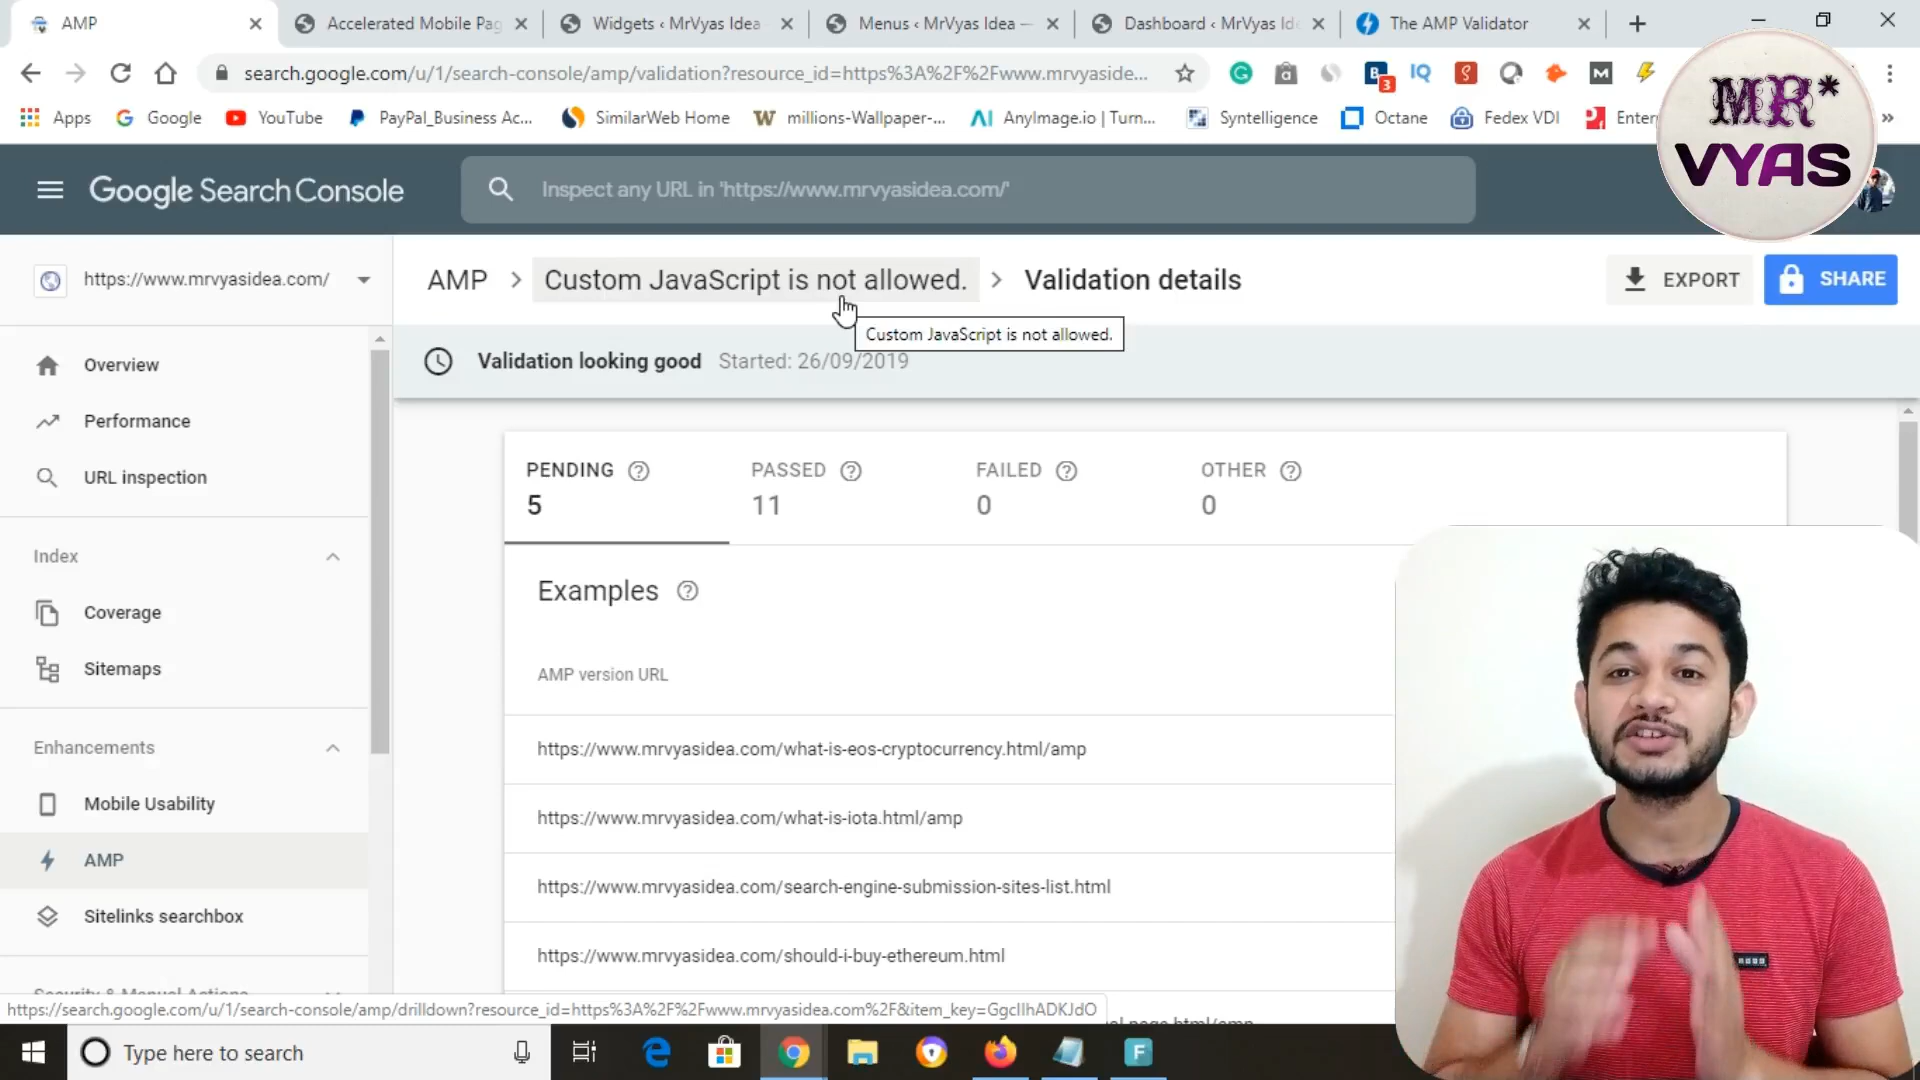 AMP
Accelerated Mobile Pag
Widgets ‹ MrVyas Idea
Menus ‹ MrVyas Idea —
Dashboard ‹ MrVyas Ide
The AMP Validator
search.google.com/u/1/search-console/amp/validation?resource_id=https%3A%2F%2Fwww.mrvyaside...
Apps
Google
YouTube
PayPal_Business Ac...
SimilarWeb Home
millions-Wallpaper-...
AnyImage.io | Turn...
Syntelligence
Octane
Fedex VDI
Enter
MR*
VYAS
Google Search Console
Inspect any URL in 'https://www.mrvyasidea.com/'
https://www.mrvyasidea.com/
AMP > Custom JavaScript is not allowed. > Validation details
EXPORT
SHARE
Custom JavaScript is not allowed.
Validation looking good Started: 26/09/2019
Overview
Performance
URL inspection
Index
Coverage
Sitemaps
Enhancements
Mobile Usability
AMP
Sitelinks searchbox
Security & Manual Actions
PENDING
5
PASSED
11
FAILED
0
OTHER
0
Examples
AMP version URL
https://www.mrvyasidea.com/what-is-eos-cryptocurrency.html/amp
https://www.mrvyasidea.com/what-is-iota.html/amp
https://www.mrvyasidea.com/search-engine-submission-sites-list.html
https://www.mrvyasidea.com/should-i-buy-ethereum.html
https://search.google.com/u/1/search-console/amp/drilldown?resource_id=https%3A%2F%2Fwww.mrvyasidea.com%2F&item_key=GgcIIhADKJdO
Type here to search